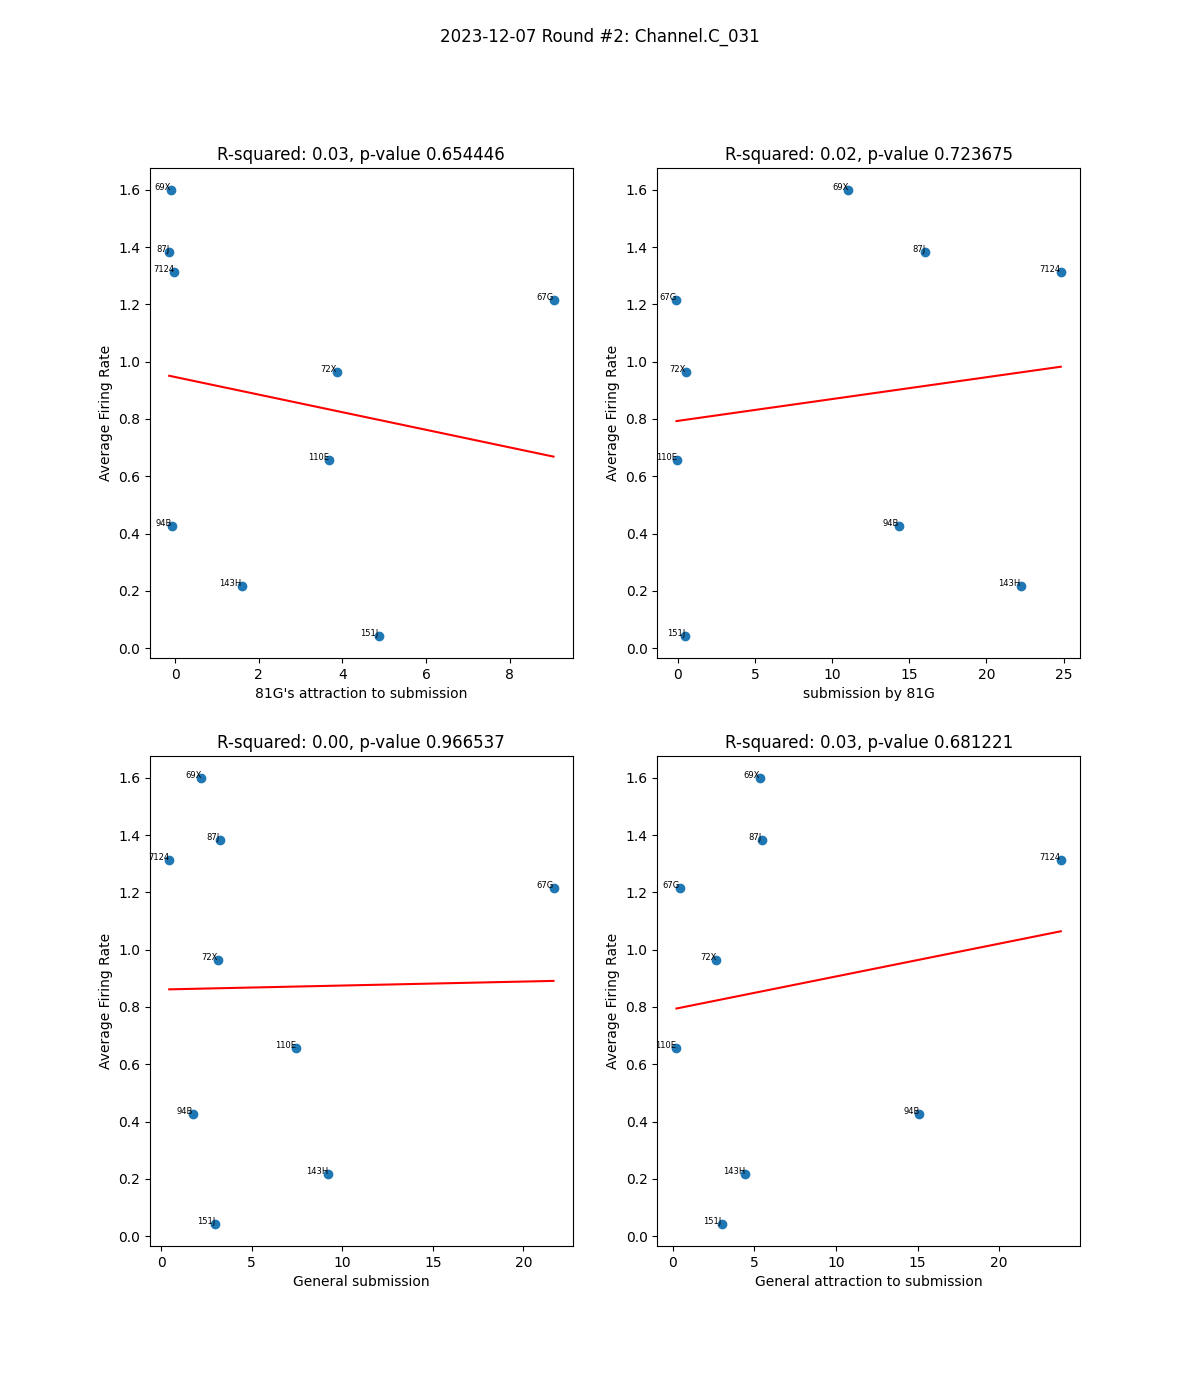 2023-12-07 Round #2: Channel.C_031
R-squared: 0.03, p-value 0.654446
1.6
1.4
1.2
1.0
0.8
0.6
0.4
0.2
0.0
Average Firing Rate
69X
87J
7124
67G
72X
110E
94B
143H
151J
0 2 4 6 8
81G's attraction to submission
R-squared: 0.02, p-value 0.723675
1.6
1.4
1.2
1.0
0.8
0.6
0.4
0.2
0.0
Average Firing Rate
69X
87J
7124
67G
72X
110E
94B
143H
151J
0 5 10 15 20 25
submission by 81G
R-squared: 0.00, p-value 0.966537
1.6
1.4
1.2
1.0
0.8
0.6
0.4
0.2
0.0
Average Firing Rate
69X
87J
7124
67G
72X
110E
94B
143H
151J
0 5 10 15 20
General submission
R-squared: 0.03, p-value 0.681221
1.6
1.4
1.2
1.0
0.8
0.6
0.4
0.2
0.0
Average Firing Rate
69X
87J
7124
67G
72X
110E
94B
143H
151J
0 5 10 15 20
General attraction to submission